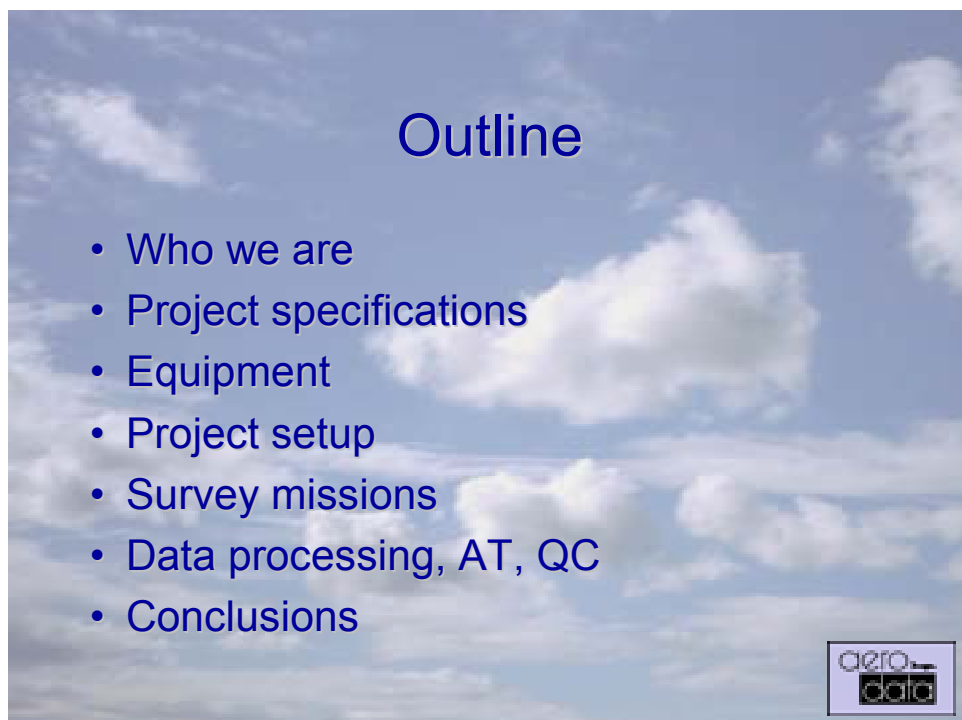 Outline
• Who we are
• Project specifications
• Equipment
• Project setup
• Survey missions
• Data processing, AT, QC
• Conclusions
aero
data